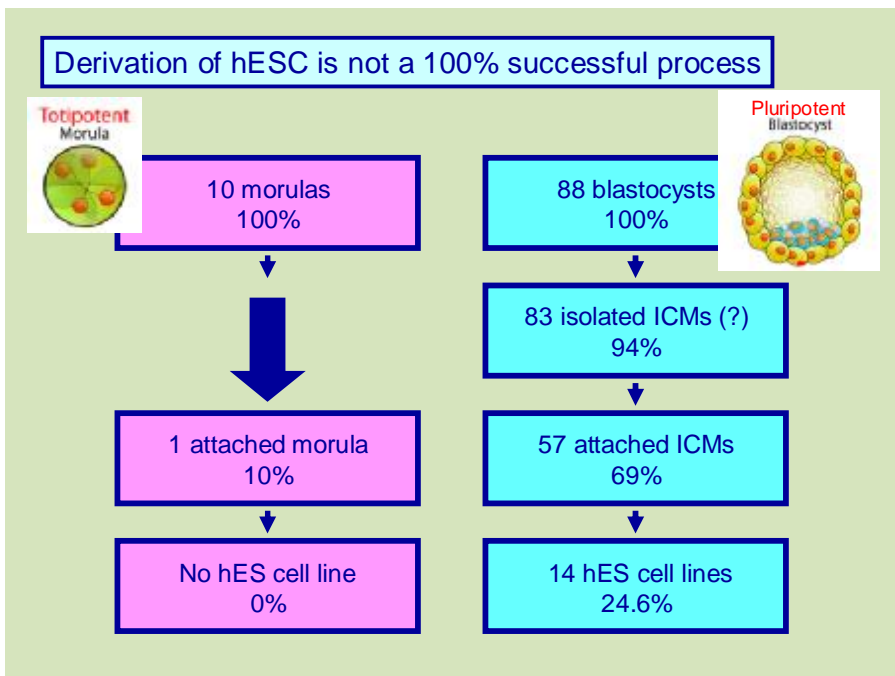 Derivation of hESC is not a 100% successful process
Totipotent
Morula
Pluripotent
Blastocyst
10 morulas
100%
88 blastocysts
100%
83 isolated ICMs (?)
94%
1 attached morula
10%
57 attached ICMs
69%
No hES cell line
0%
14 hES cell lines
24.6%